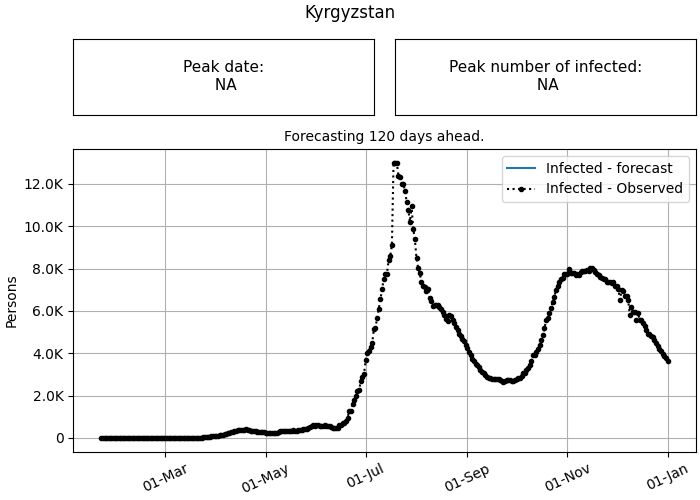 Kyrgyzstan
Peak date:
NA
Peak number of infected:
NA
Forecasting 120 days ahead.
Infected - forecast
Infected - Observed
12.0K
10.0K
8.0K
6.0K
4.0K
2.0K
0
Persons
01-Mar
01-May
01-Jul
01-Sep
01-Nov
01-Jan